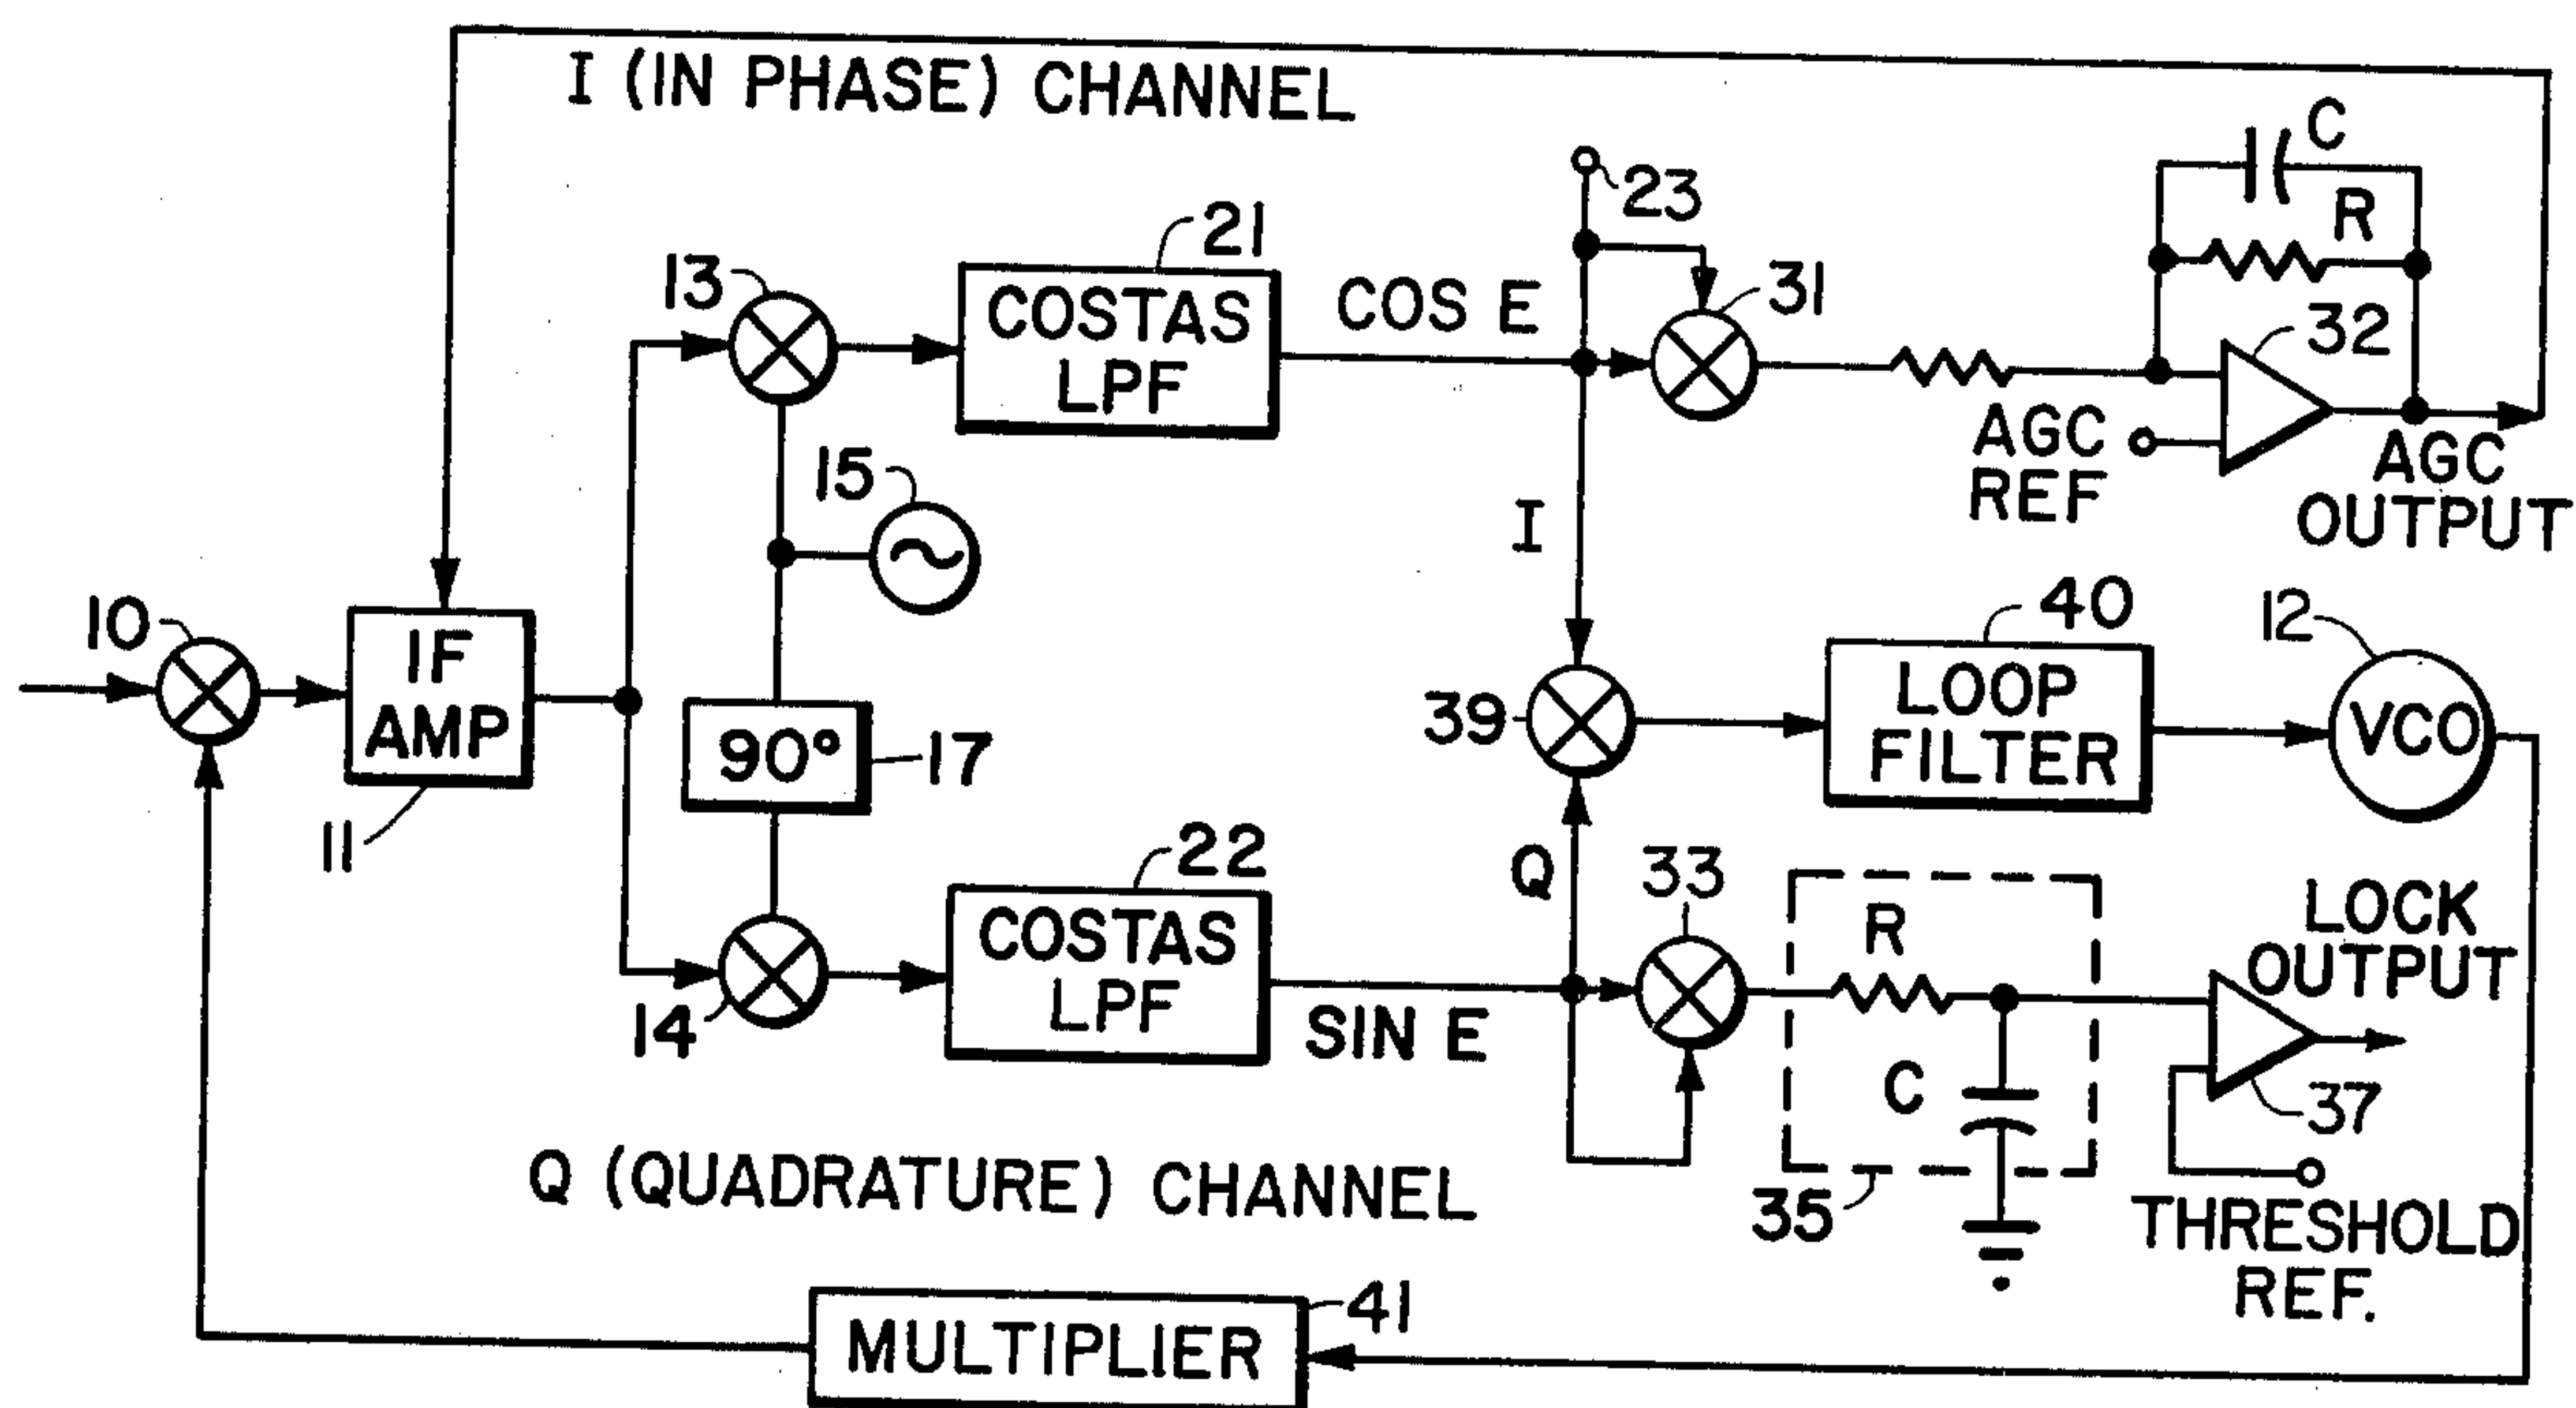 I (IN PHASE) CHANNEL
C
23
R
21
13
COSTAS
LPF
COS E
31
32
15
AGC
REF
AGC
OUTPUT
I
10
IF
AMP
11
90°
17
39
40
LOOP
FILTER
12
VCO
22
COSTAS
LPF
14
SIN E
Q
33
R
C
35
LOCK
OUTPUT
37
THRESHOLD
REF.
Q (QUADRATURE) CHANNEL
41
MULTIPLIER